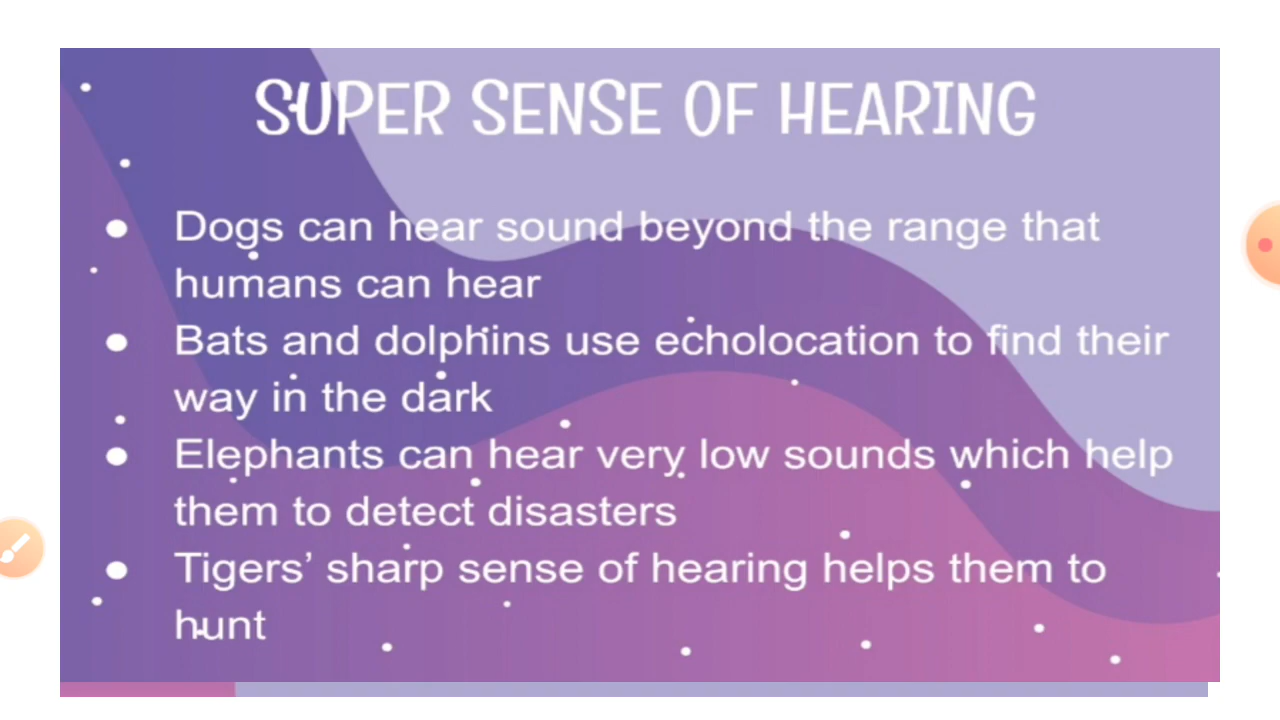 SUPER SENSE OF HEARING
● Dogs can hear sound beyond the range that
humans can hear
● Bats and dolphins use echolocation to find their
way in the dark
● Elephants can hear very low sounds which help
them to detect disasters
● Tigers’ sharp sense of hearing helps them to
hunt